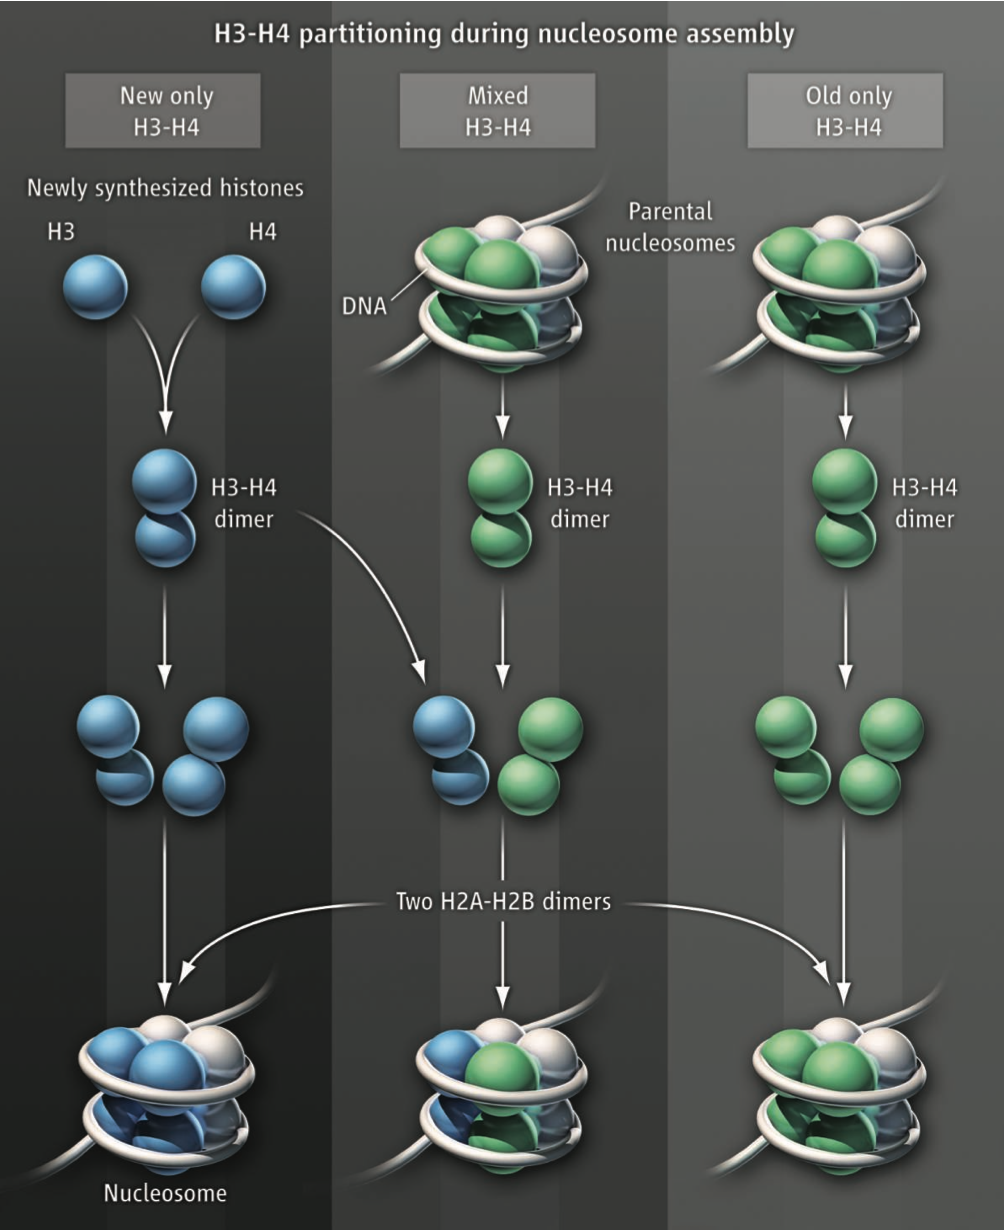 H3-H4 partitioning during nucleosome assembly
New only
H3-H4
Mixed
H3-H4
Old only
H3-H4
Newly synthesized histones
H3
H4
Parental
nucleosomes
DNA
H3-H4
dimer
H3-H4
dimer
H3-H4
dimer
Two H2A-H2B dimers
Nucleosome